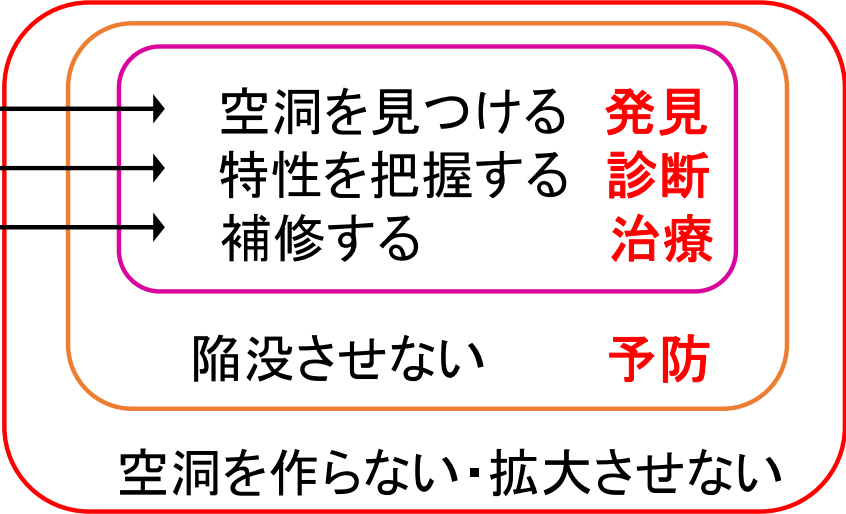 空洞を見つける 発見
特性を把握する 診断
補修する 治療
陥没させない 予防
空洞を作らない・拡大させない